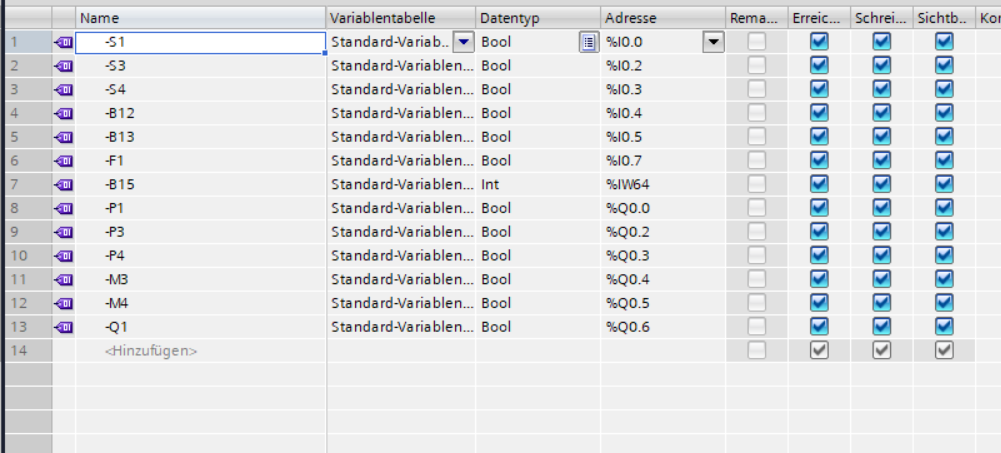 Name Variablentabelle Datentyp Adresse Rema... Erreic... Schrei... Sichtb... Kor
1 -S1 Standard-Variab.. Bool %I0.0
2 -S3 Standard-Variablen... Bool %I0.2
3 -S4 Standard-Variablen... Bool %I0.3
4 -B12 Standard-Variablen... Bool %I0.4
5 -B13 Standard-Variablen... Bool %I0.5
6 -F1 Standard-Variablen... Bool %I0.7
7 -B15 Standard-Variablen... Int %IW64
8 -P1 Standard-Variablen... Bool %Q0.0
9 -P3 Standard-Variablen... Bool %Q0.2
10 -P4 Standard-Variablen... Bool %Q0.3
11 -M3 Standard-Variablen... Bool %Q0.4
12 -M4 Standard-Variablen... Bool %Q0.5
13 -Q1 Standard-Variablen... Bool %Q0.6
14 <Hinzufügen>